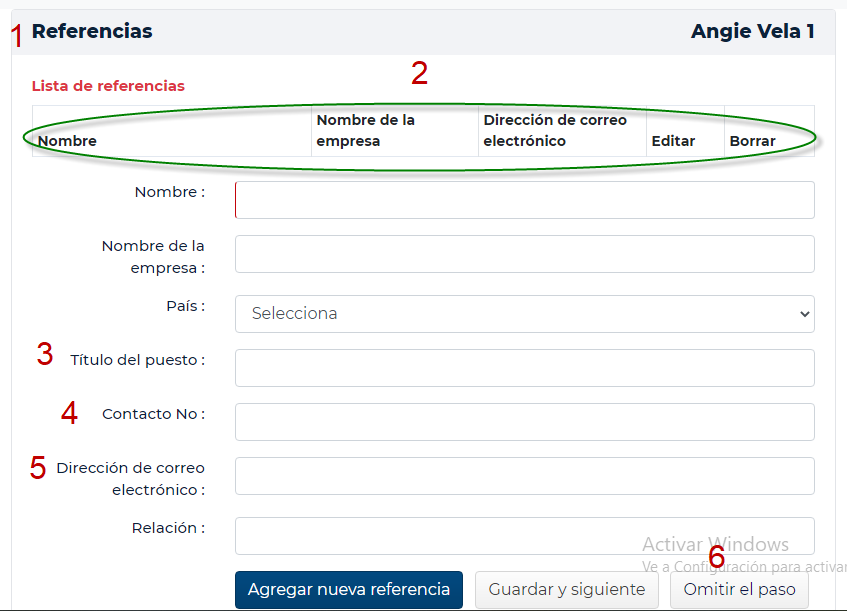 1 Referencias Angie Vela 1
2
Lista de referencias
Nombre de la Dirección de correo
Nombre empresa electrónico Editar Borrar
Nombre :
Nombre de la
empresa :
País : Selecciona
3 Título del puesto :
4 Contacto No :
5 Dirección de correo
electrónico :
Relación :
Activar Windows
6
Ve a Configuración para activar
Agregar nueva referencia Guardar y siguiente Omitir el paso